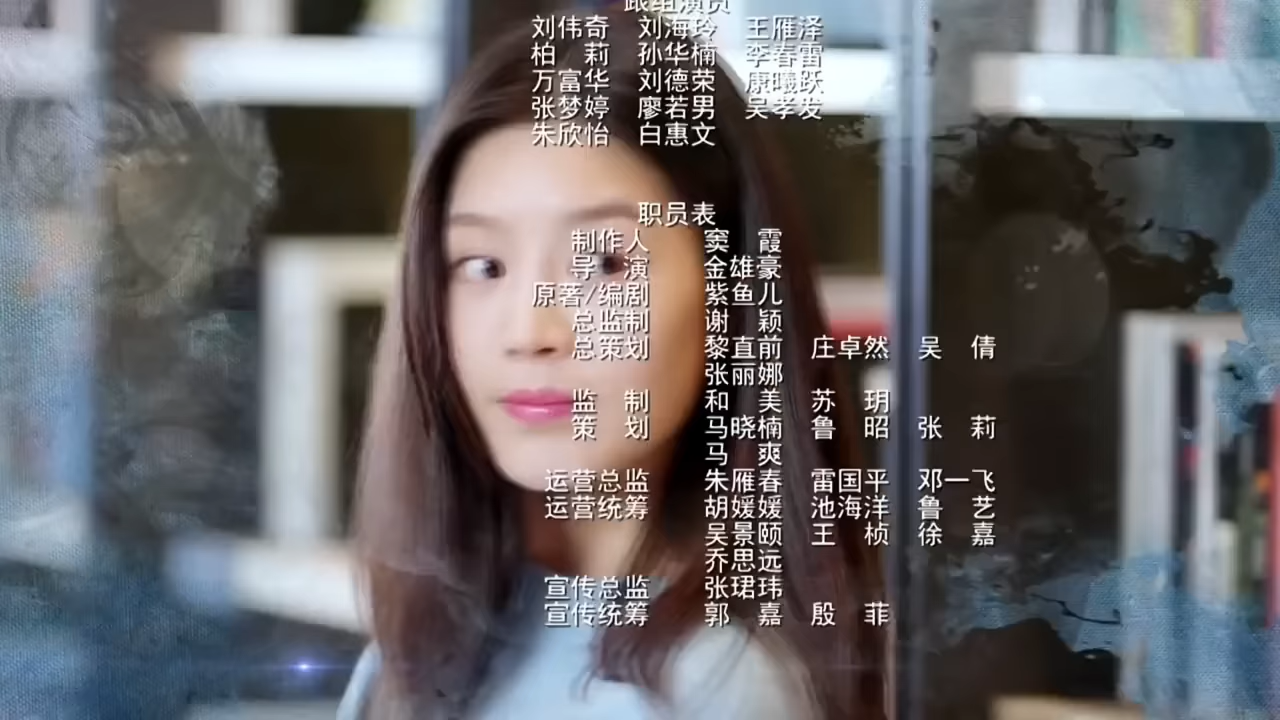 跟组演员
刘伟奇 刘海玲 王雁泽
柏 莉 孙华楠 李春雷
万富华 刘德荣 康曦跃
张梦婷 廖若男 吴孝发
朱欣怡 白惠文
职员表
制作人 窦 霞
导 演 金雄豪
原著/编剧 紫鱼儿
总监制 谢 颖
总策划 黎直前 庄卓然 吴 倩
张丽娜
监 制 和 美 苏 玥
策 划 马晓楠 鲁 昭 张 莉
马 爽
运营总监 朱雁春 雷国平 邓一飞
运营统筹 胡媛媛 池海洋 鲁 艺
吴景颐 王 桢 徐 嘉
乔思远
宣传总监 张珺玮
宣传统筹 郭 嘉 殷 菲